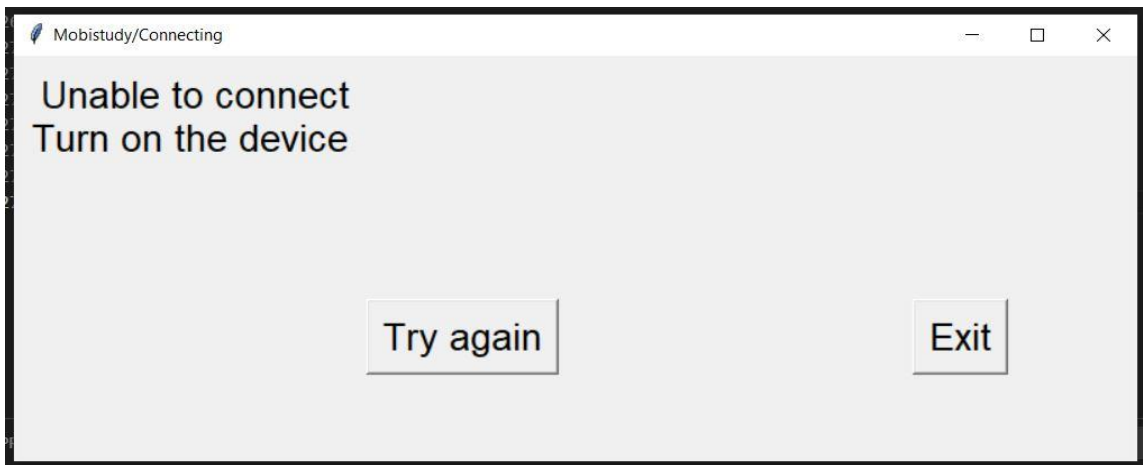 Mobistudy/Connecting
Unable to connect
Turn on the device
Try again
Exit